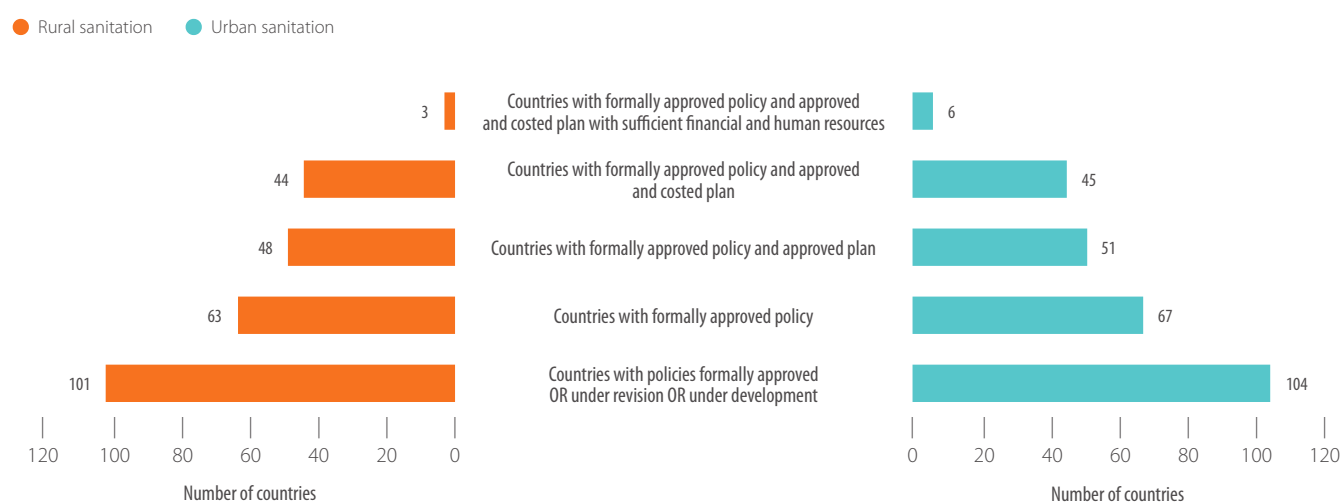 Rural sanitation Urban sanitation
3 Countries with formally approved policy and approved 6
and costed plan with sufficient financial and human resources
44 Countries with formally approved policy and approved 45
and costed plan
48 Countries with formally approved policy and approved plan 51
63 Countries with formally approved policy 67
101 Countries with policies formally approved 104
OR under revision OR under development
120 100 80 60 40 20 0 0 20 40 60 80 100 120
Number of countries Number of countries